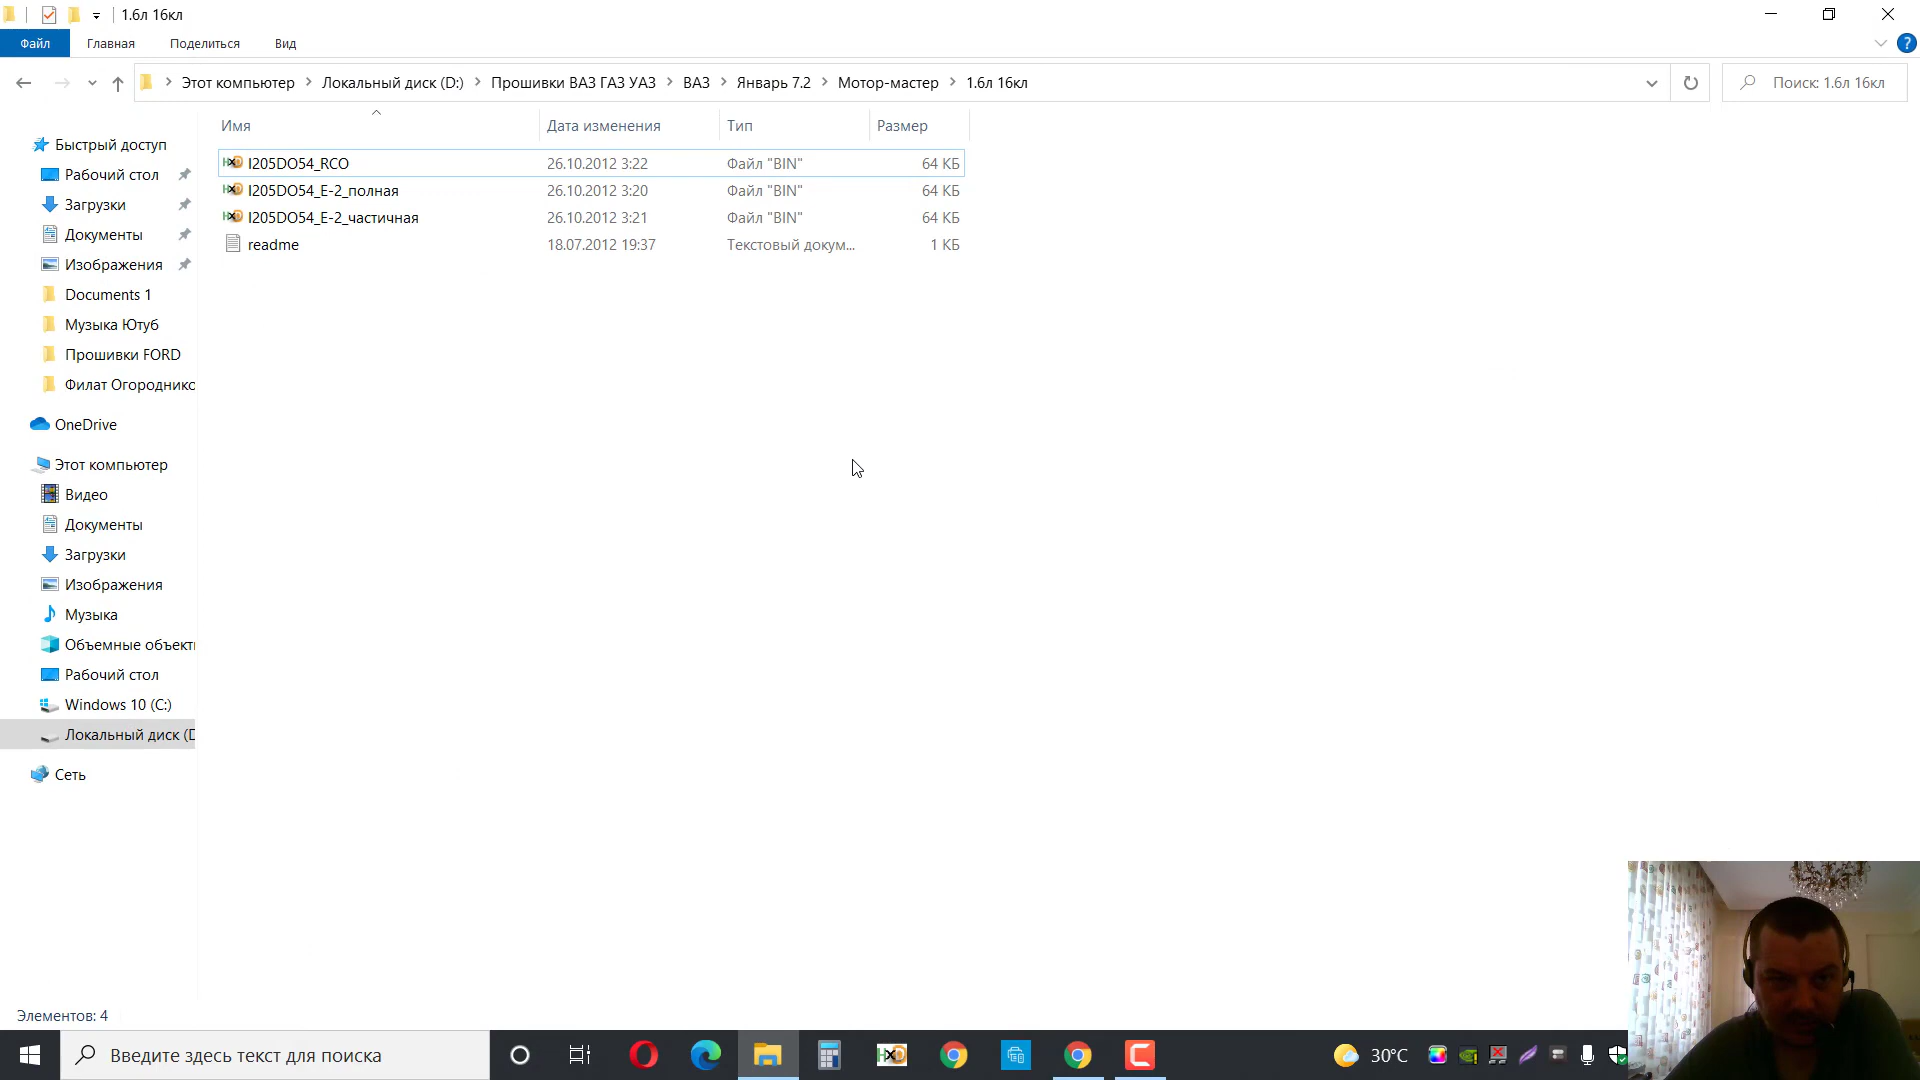 1.6л 16кл
Файл
Главная
Поделиться
Вид
?
Этот компьютер
Локальный диск (D:)
Прошивки ВАЗ ГАЗ УАЗ
ВАЗ
Январь 7.2
Мотор-мастер
1.6л 16кл
Поиск: 1.6л 16кл
Имя
Дата изменения
Тип
Размер
I205DO54_RCO 26.10.2012 3:22 Файл "BIN" 64 КБ
I205DO54_E-2_полная 26.10.2012 3:20 Файл "BIN" 64 КБ
I205DO54_E-2_частичная 26.10.2012 3:21 Файл "BIN" 64 КБ
readme 18.07.2012 19:37 Текстовый докум... 1 КБ
Быстрый доступ
Рабочий стол
Загрузки
Документы
Изображения
Documents 1
Музыка Ютуб
Прошивки FORD
Филат Огороднико
OneDrive
Этот компьютер
Видео
Документы
Загрузки
Изображения
Музыка
Объемные объект
Рабочий стол
Windows 10 (C:)
Локальный диск (D
Сеть
Элементов: 4
Введите здесь текст для поиска
HXD
30°C